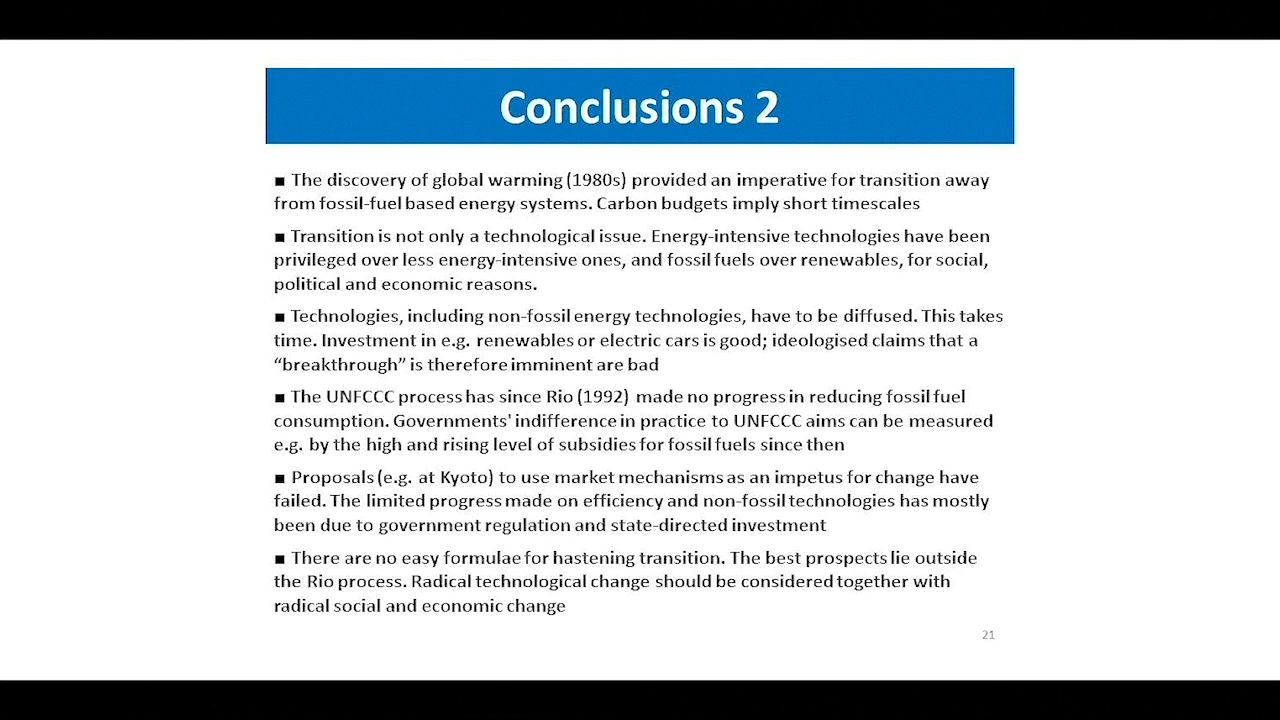 Conclusions 2
■ The discovery of global warming (1980s) provided an imperative for transition away
from fossil-fuel based energy systems. Carbon budgets imply short timescales
■ Transition is not only a technological issue. Energy-intensive technologies have been
privileged over less energy-intensive ones, and fossil fuels over renewables, for social,
political and economic reasons.
■ Technologies, including non-fossil energy technologies, have to be diffused. This takes
time. Investment in e.g. renewables or electric cars is good; ideologised claims that a
“breakthrough” is therefore imminent are bad
■ The UNFCCC process has since Rio (1992) made no progress in reducing fossil fuel
consumption. Governments' indifference in practice to UNFCCC aims can be measured
e.g. by the high and rising level of subsidies for fossil fuels since then
■ Proposals (e.g. at Kyoto) to use market mechanisms as an impetus for change have
failed. The limited progress made on efficiency and non-fossil technologies has mostly
been due to government regulation and state-directed investment
■ There are no easy formulae for hastening transition. The best prospects lie outside
the Rio process. Radical technological change should be considered together with
radical social and economic change
21